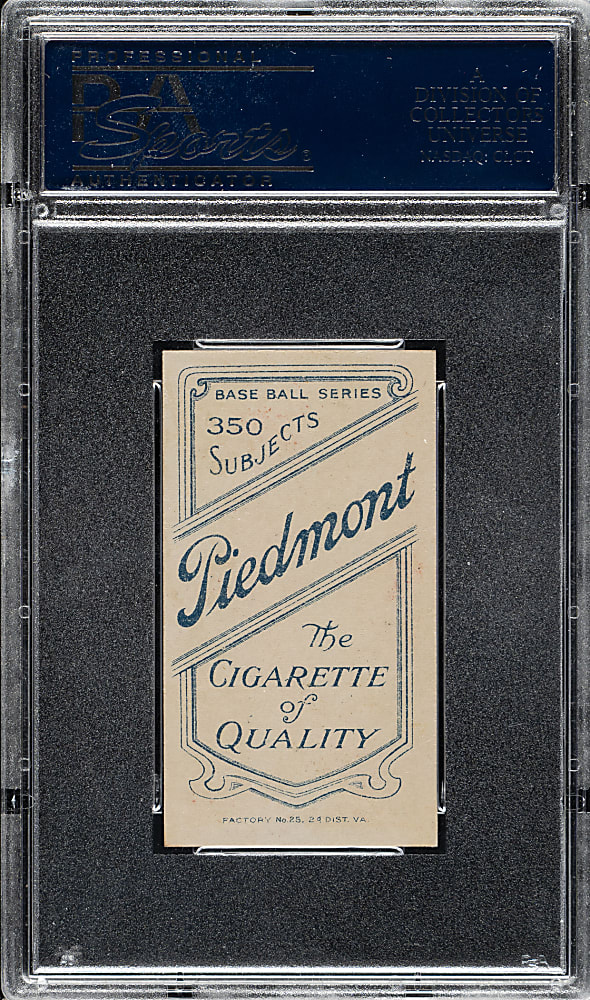 PROFESSIONAL
PSA
Sports
AUTHENTICATOR
A
DIVISION OF
COLLECTORS
UNIVERSE
NASDAQ: CLCT
BASE BALL SERIES
350
SUBJECTS
Piedmont
The
CIGARETTE
of
QUALITY
FACTORY No. 25, 2d DIST. VA.